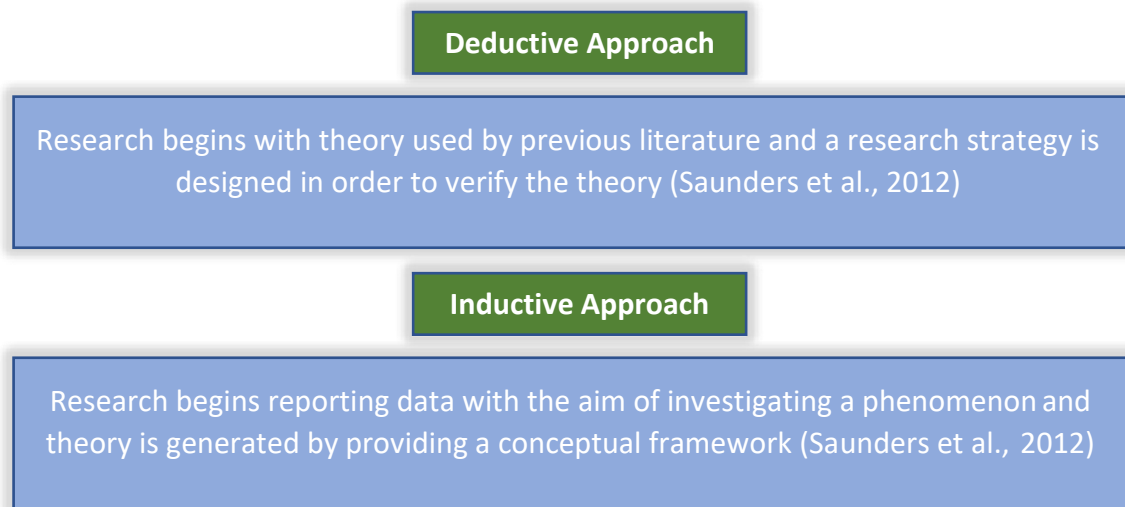 Deductive Approach
Research begins with theory used by previous literature and a research strategy is
designed in order to verify the theory (Saunders et al., 2012)
Inductive Approach
Research begins reporting data with the aim of investigating a phenomenon and
theory is generated by providing a conceptual framework (Saunders et al., 2012)